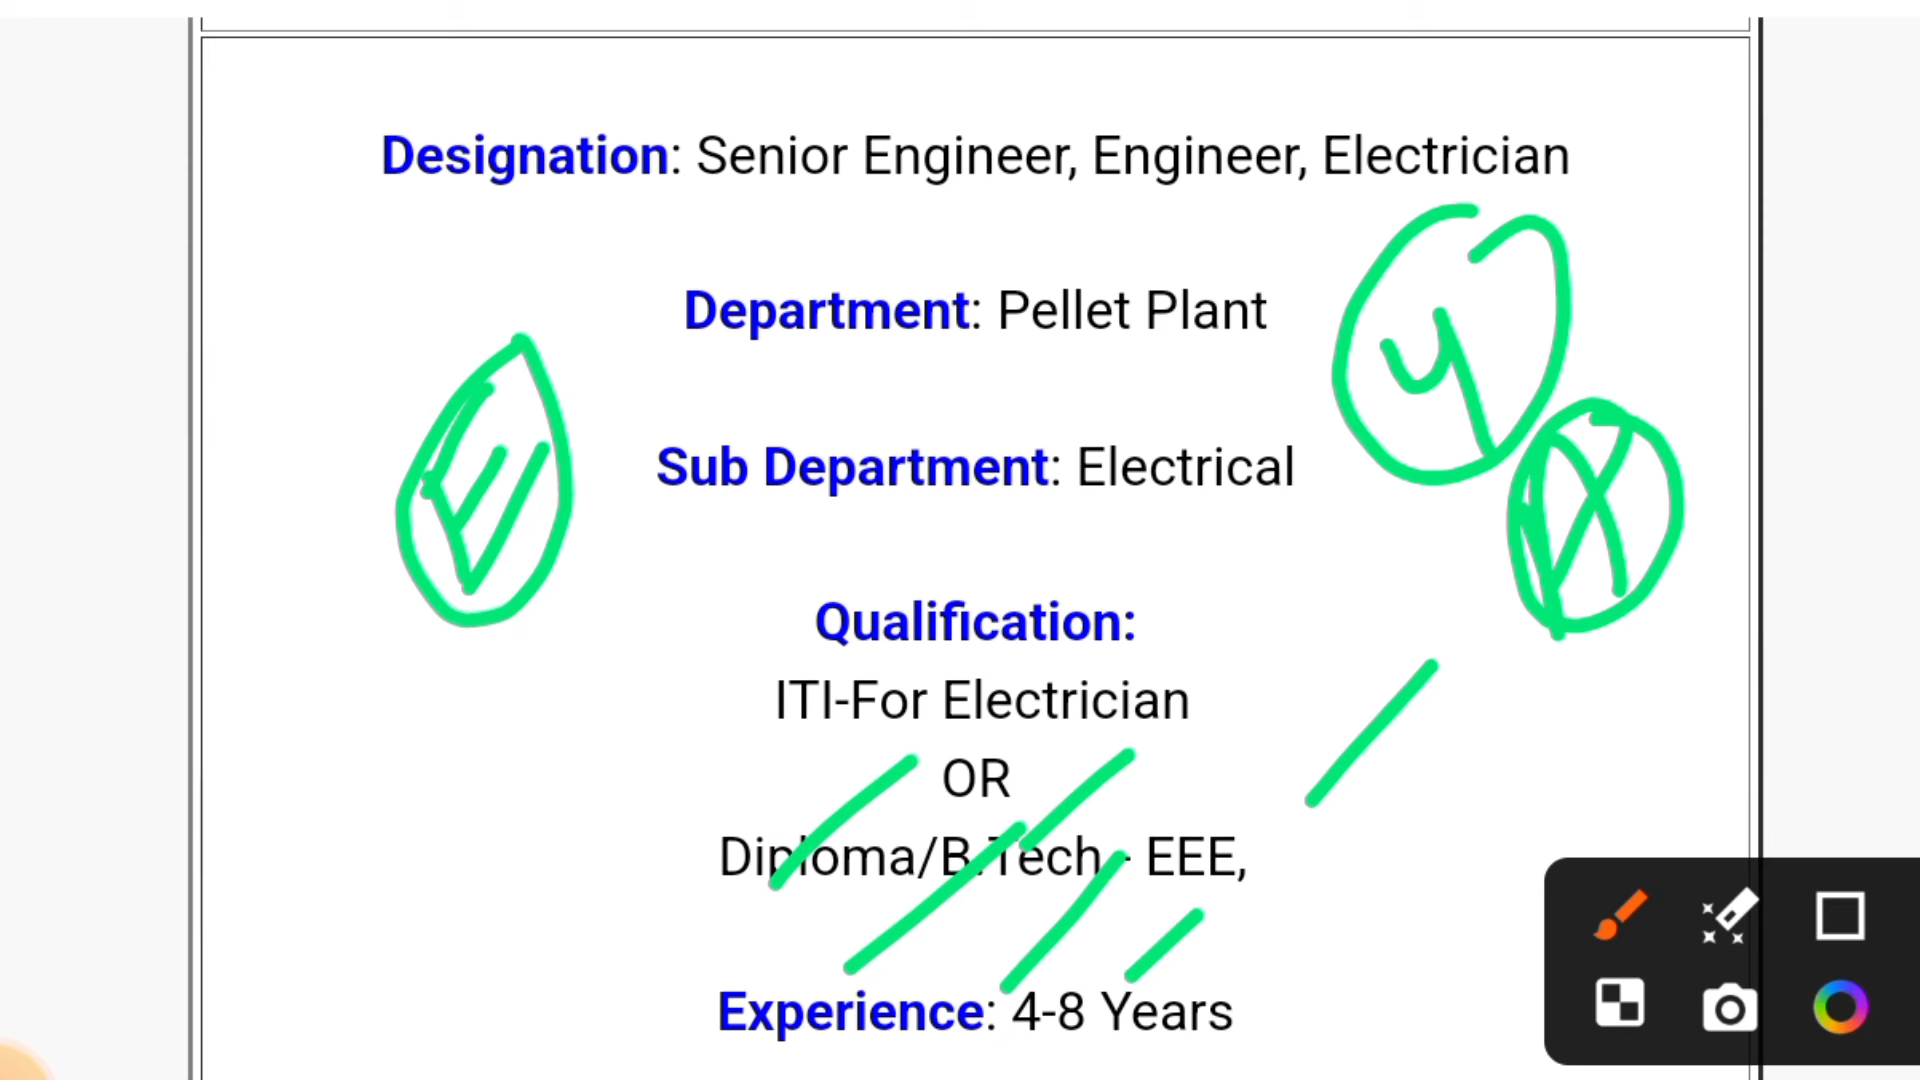 Designation: Senior Engineer, Engineer, Electrician
Department: Pellet Plant
Sub Department: Electrical
Qualification:
ITI-For Electrician
OR
Diploma/B.Tech - EEE,
Experience: 4-8 Years